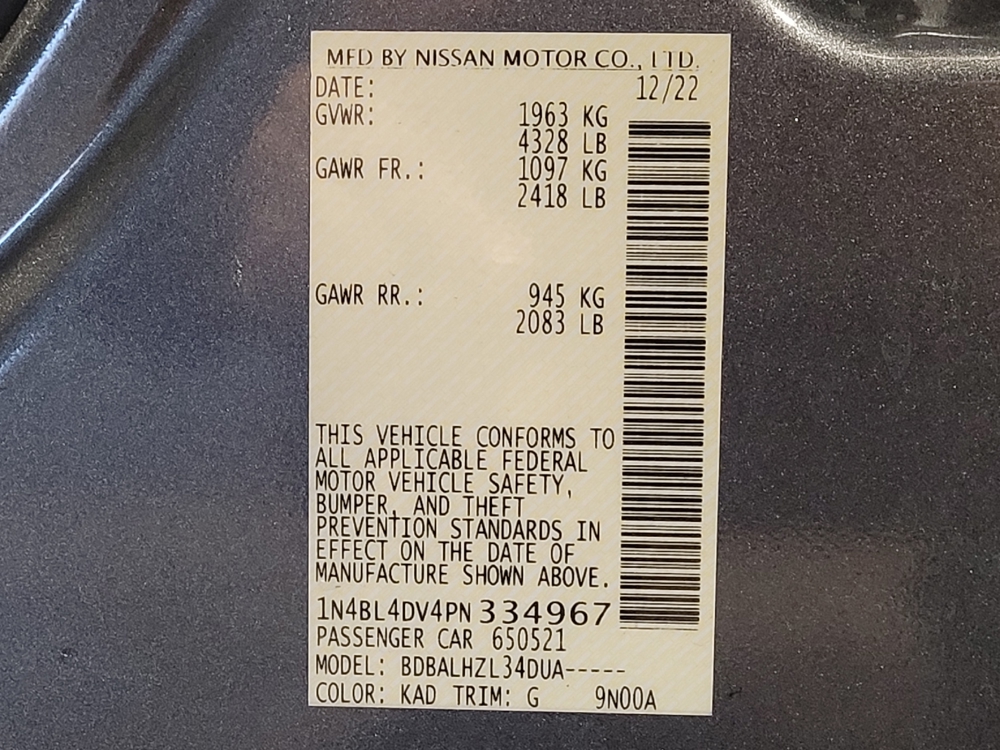 MFD BY NISSAN MOTOR CO., LTD.
DATE: 12/22
GVWR: 1963 KG
4328 LB
GAWR FR.: 1097 KG
2418 LB
GAWR RR.: 945 KG
2083 LB
THIS VEHICLE CONFORMS TO
ALL APPLICABLE FEDERAL
MOTOR VEHICLE SAFETY,
BUMPER, AND THEFT
PREVENTION STANDARDS IN
EFFECT ON THE DATE OF
MANUFACTURE SHOWN ABOVE.
1N4BL4DV4PN334967
PASSENGER CAR 650521
MODEL: BDBALHZL34DUA-----
COLOR: KAD TRIM: G 9N00A